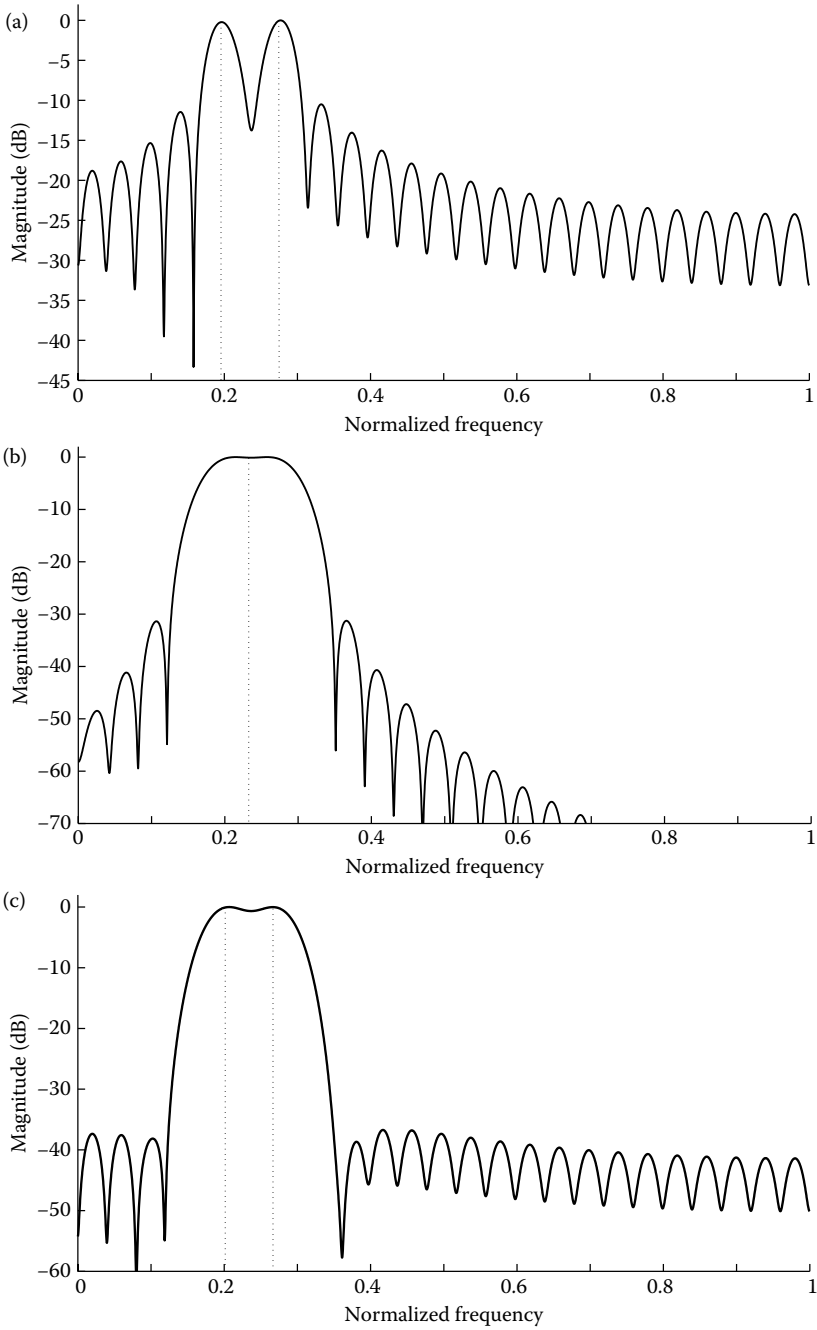 (a)
Magnitude (dB)
0
–5
–10
–15
–20
–25
–30
–35
–40
–45
0 0.2 0.4 0.6 0.8 1
Normalized frequency
(b)
Magnitude (dB)
0
–10
–20
–30
–40
–50
–60
–70
0 0.2 0.4 0.6 0.8 1
Normalized frequency
(c)
Magnitude (dB)
0
–10
–20
–30
–40
–50
–60
0 0.2 0.4 0.6 0.8 1
Normalized frequency